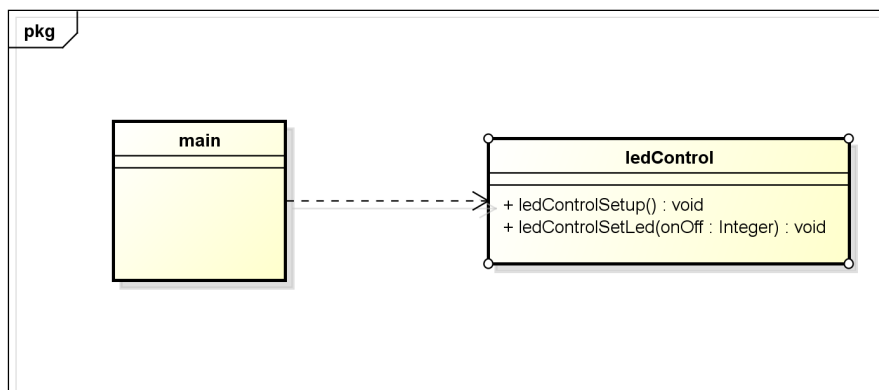 pkg
main
ledControl
+ ledControlSetup() : void
+ ledControlSetLed(onOff : Integer) : void